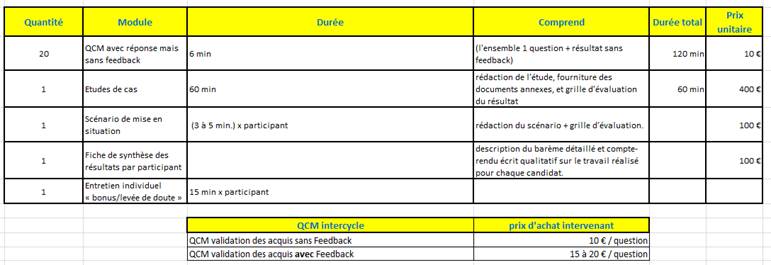 Quantité Module Durée Comprend Durée total Prix unitaire
20 QCM avec réponse mais sans feedback 6 min (l'ensemble 1 question + résultat sans feedback) 120 min 10 €
1 Etudes de cas 60 min rédaction de l'étude, fourniture des documents annexes, et grille d'évaluation du résultat 60 min 400 €
1 Scénario de mise en situation (3 à 5 min.) x participant rédaction du scénario + grille d'évaluation. 100 €
1 Fiche de synthèse des résultats par participant description du barème détaillé et compte-rendu écrit qualitatif sur le travail réalisé pour chaque candidat. 100 €
1 Entretien individuel « bonus/levée de doute » 15 min x participant
QCM intercycle prix d'achat intervenant
QCM validation des acquis sans Feedback 10 € / question
QCM validation des acquis avec Feedback 15 à 20 € / question